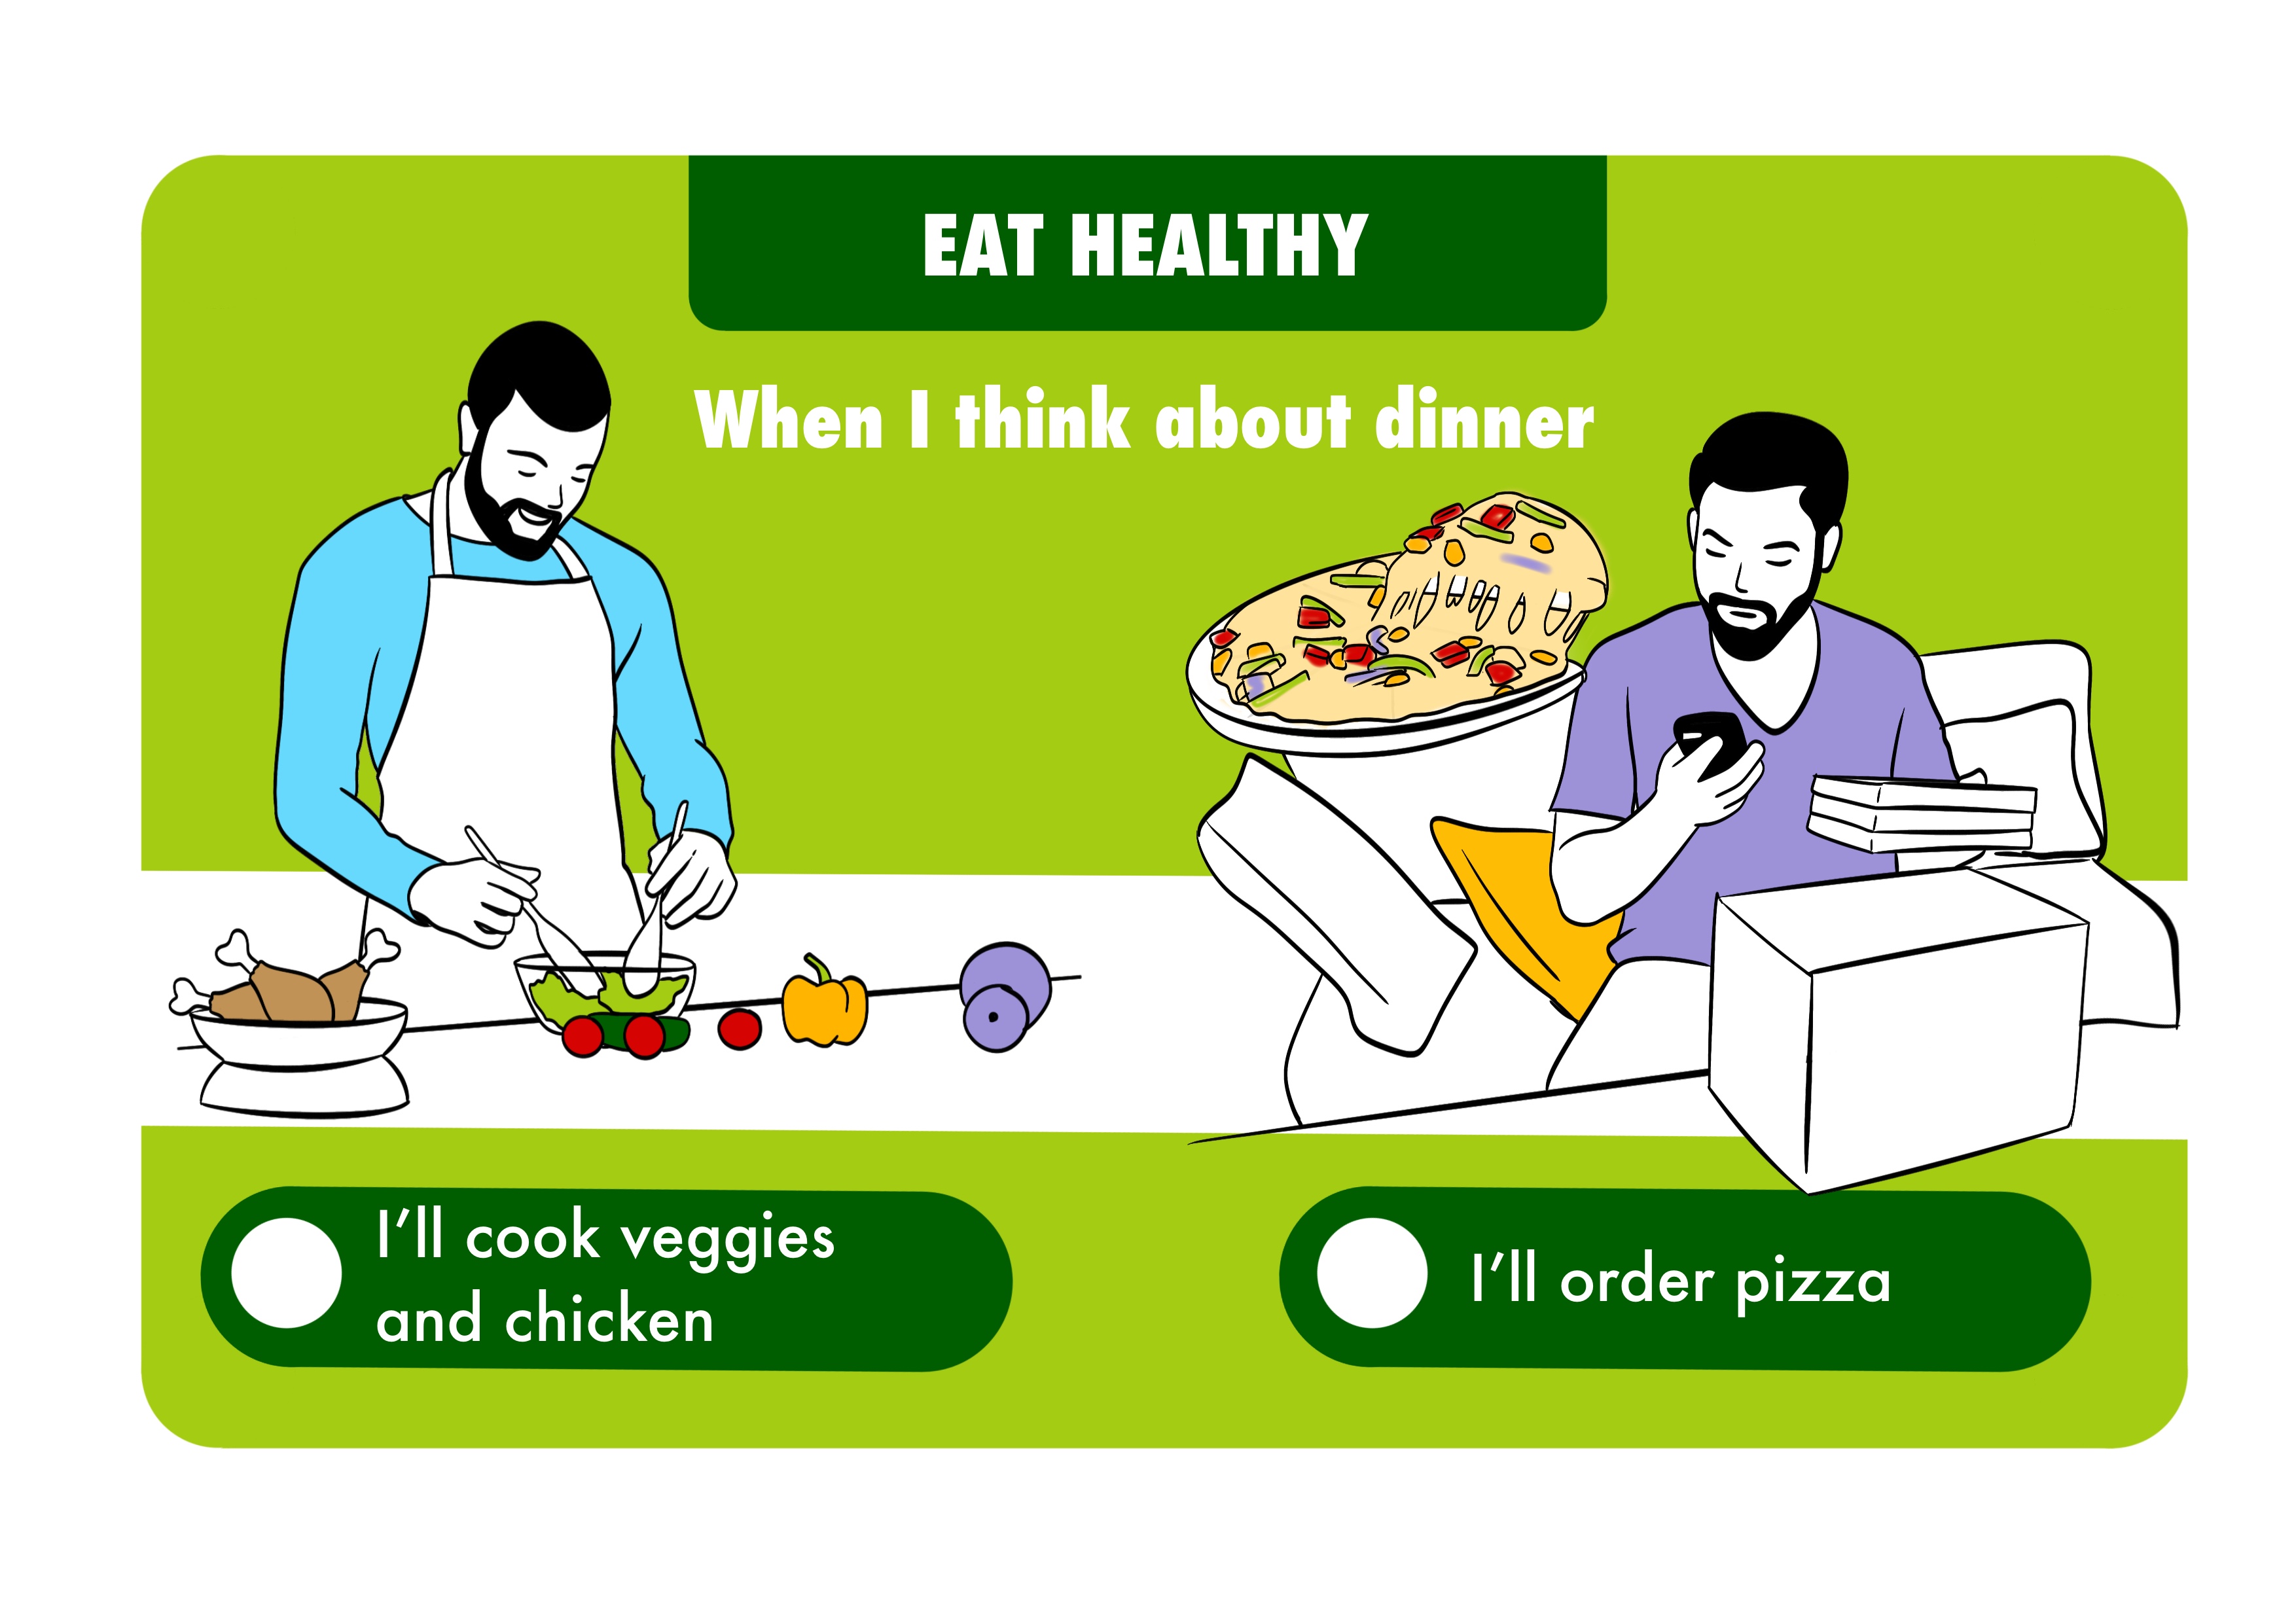 EAT HEALTHY
When I think about dinner
I'll cook veggies
and chicken
I'll order pizza